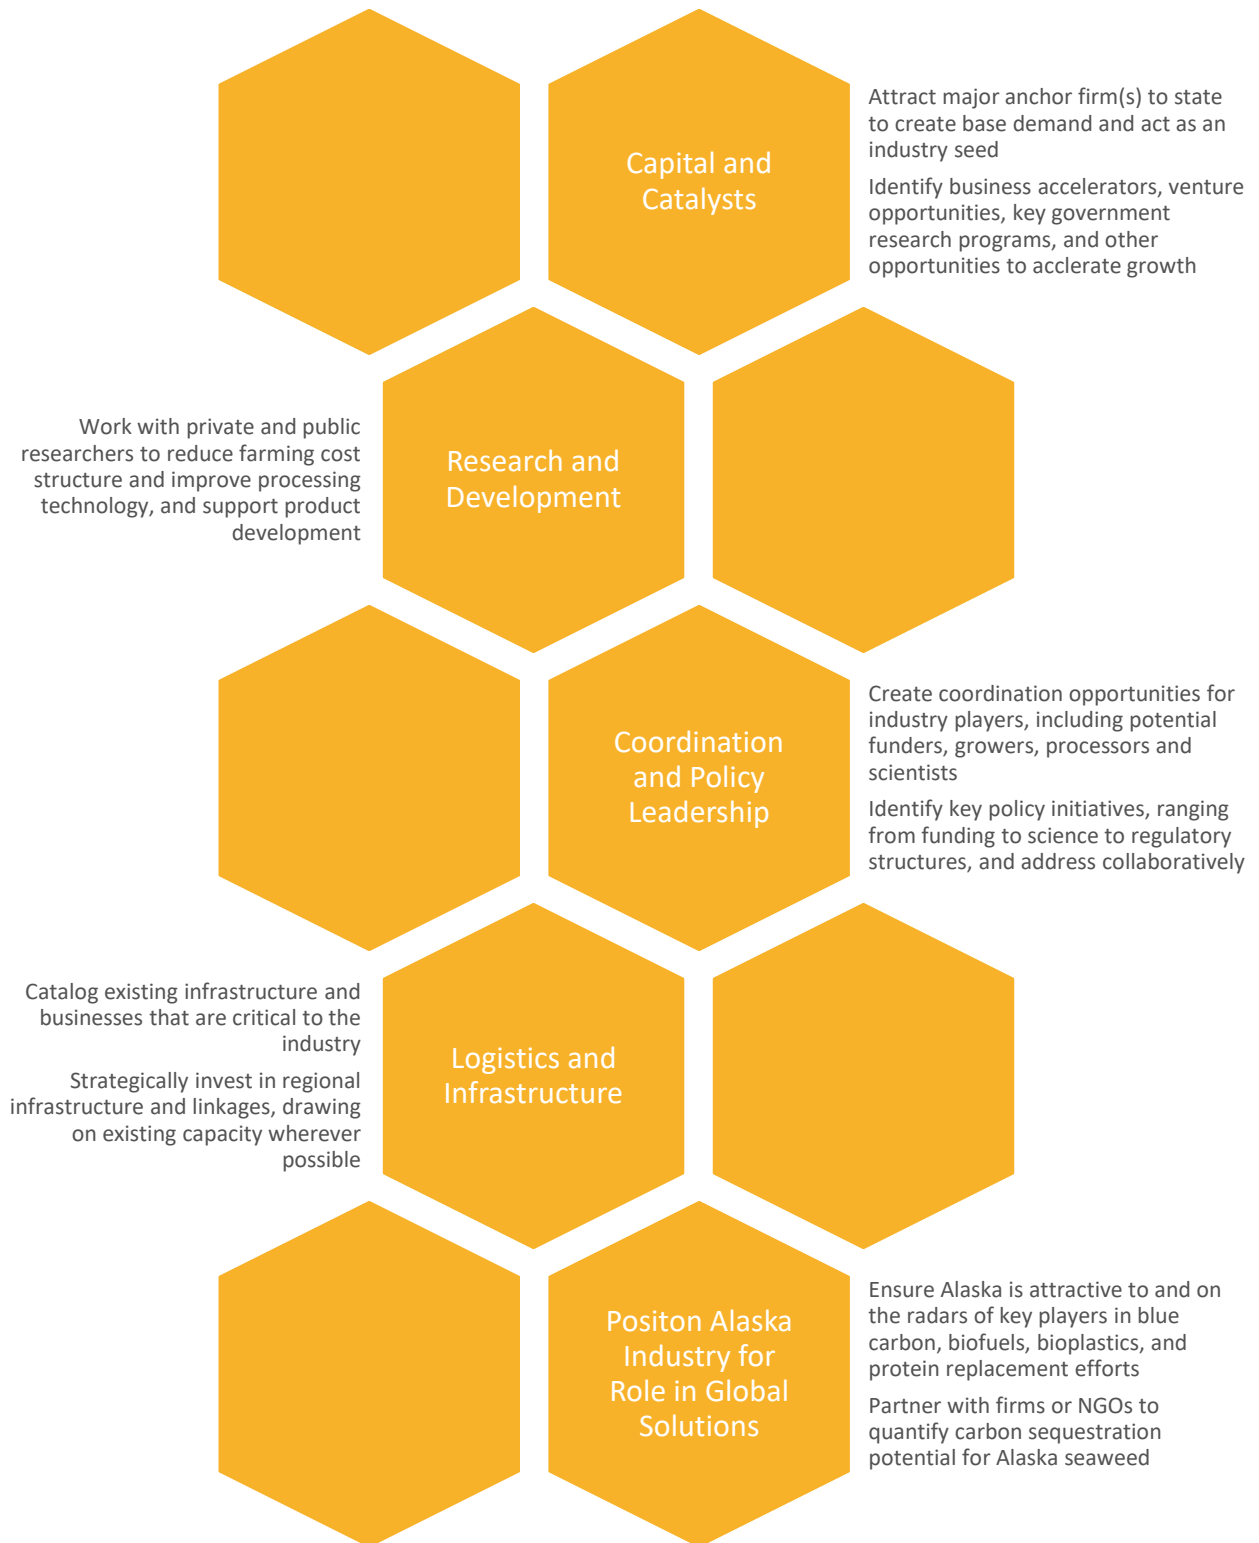 Capital and
Catalysts
Attract major anchor firm(s) to state
to create base demand and act as an
industry seed
Identify business accelerators, venture
opportunities, key government
research programs, and other
opportunities to acclerate growth
Work with private and public
researchers to reduce farming cost
structure and improve processing
technology, and support product
development
Research and
Development
Coordination
and Policy
Leadership
Create coordination opportunities for
industry players, including potential
funders, growers, processors and
scientists
Identify key policy initiatives, ranging
from funding to science to regulatory
structures, and address collaboratively
Catalog existing infrastructure and
businesses that are critical to the
industry
Strategically invest in regional
infrastructure and linkages, drawing
on existing capacity wherever
possible
Logistics and
Infrastructure
Positon Alaska
Industry for
Role in Global
Solutions
Ensure Alaska is attractive to and on
the radars of key players in blue
carbon, biofuels, bioplastics, and
protein replacement efforts
Partner with firms or NGOs to
quantify carbon sequestration
potential for Alaska seaweed